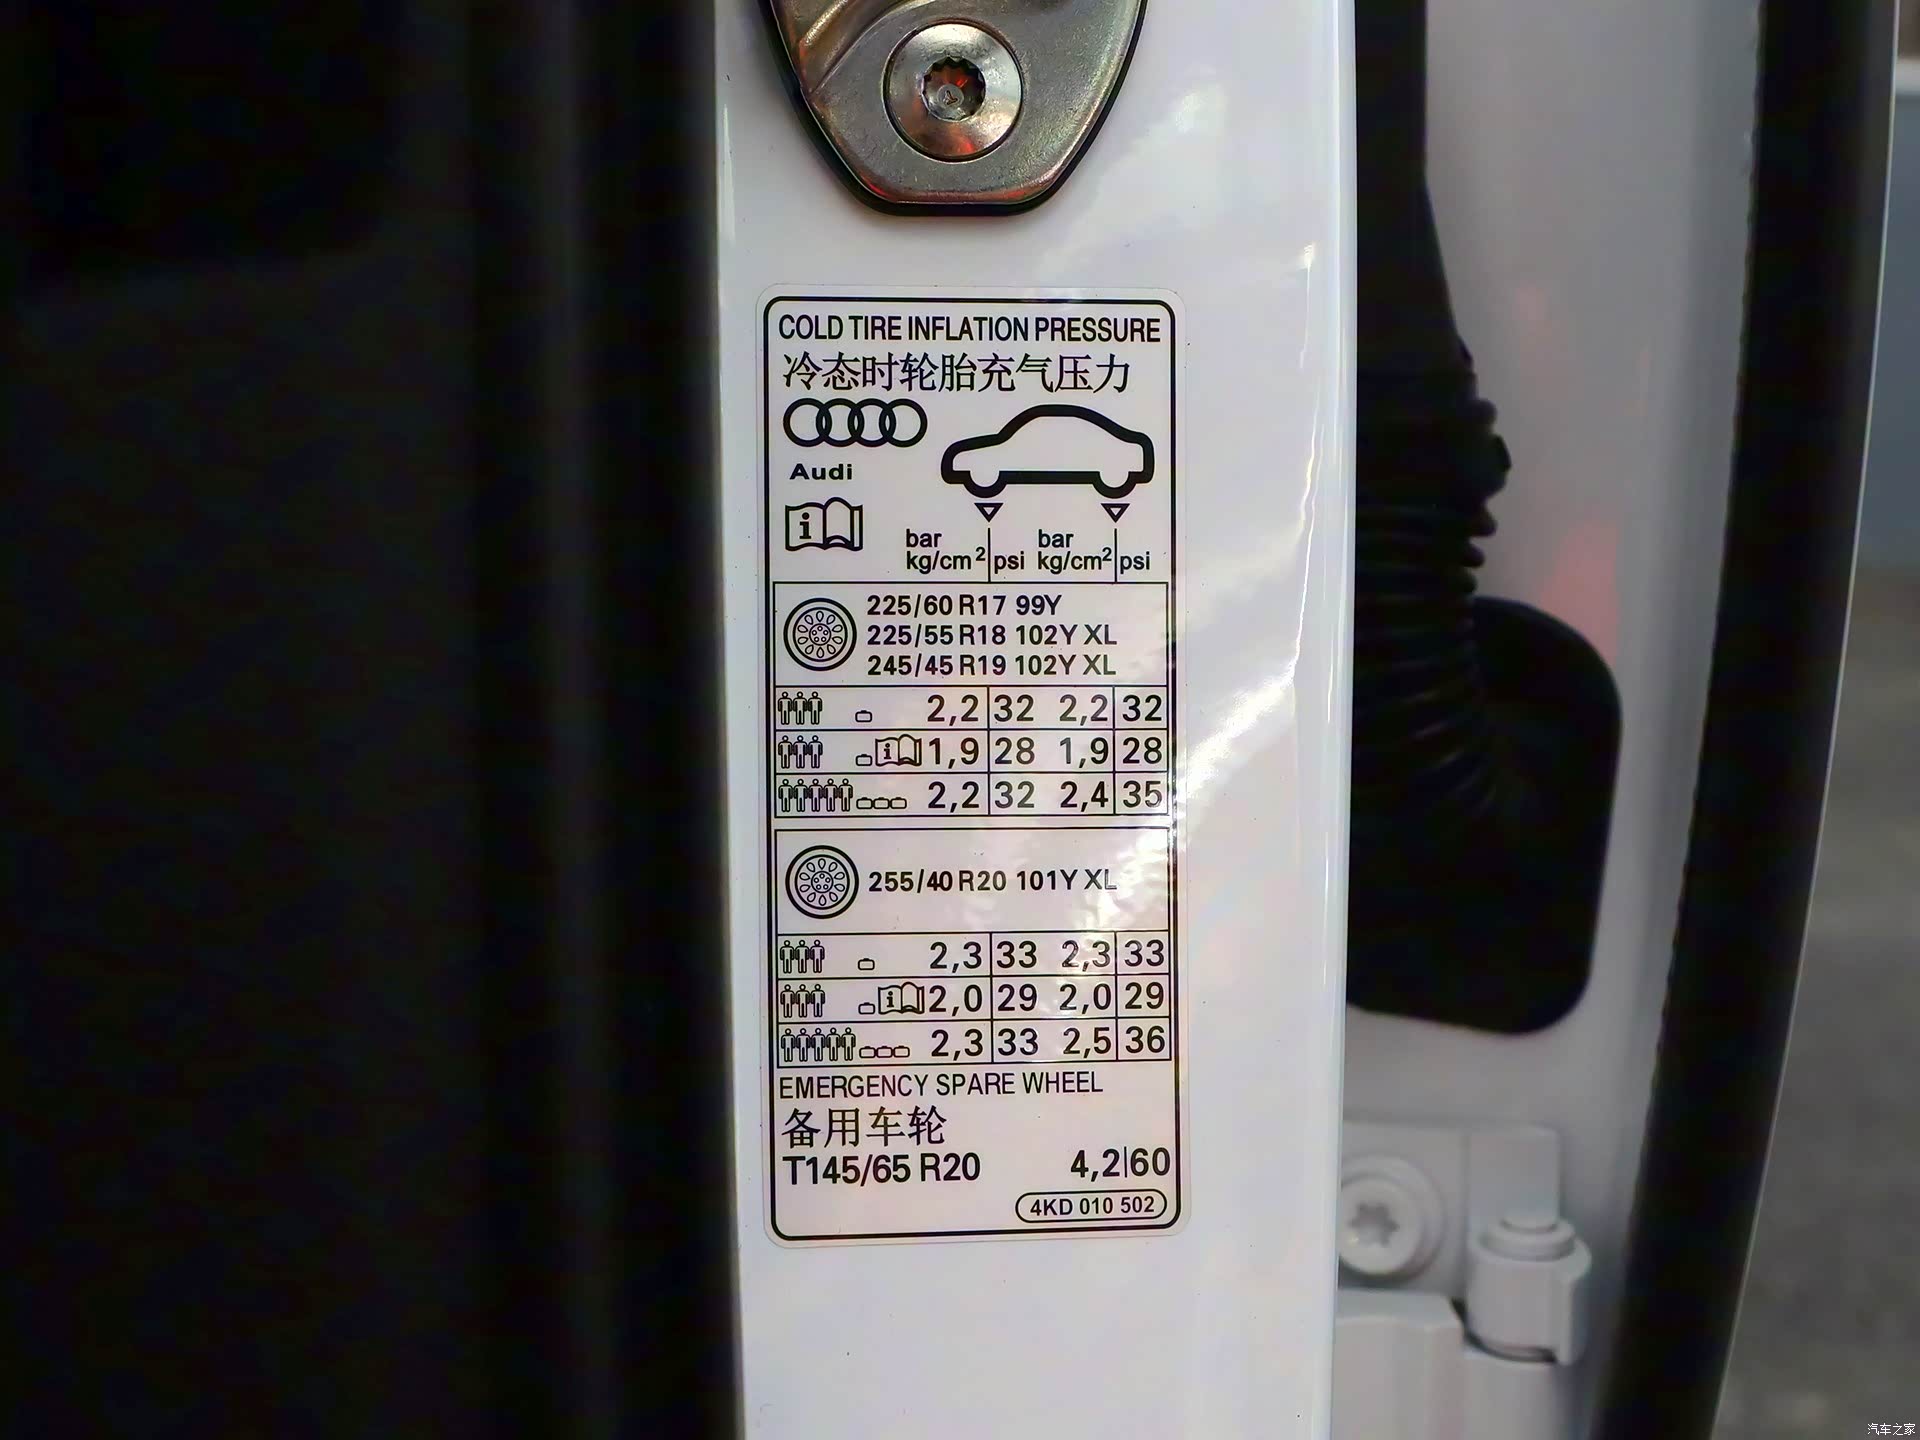 COLD TIRE INFLATION PRESSURE
冷态时轮胎充气压力
Audi
i
bar bar
kg/cm² psi kg/cm² psi
225/60 R17 99Y
225/55 R18 102Y XL
245/45 R19 102Y XL
2,2 32 2,2 32
i 1,9 28 1,9 28
2,2 32 2,4 35
255/40 R20 101Y XL
2,3 33 2,3 33
i 2,0 29 2,0 29
2,3 33 2,5 36
EMERGENCY SPARE WHEEL
备用车轮
T145/65 R20 4,2|60
4KD 010 502
汽车之家